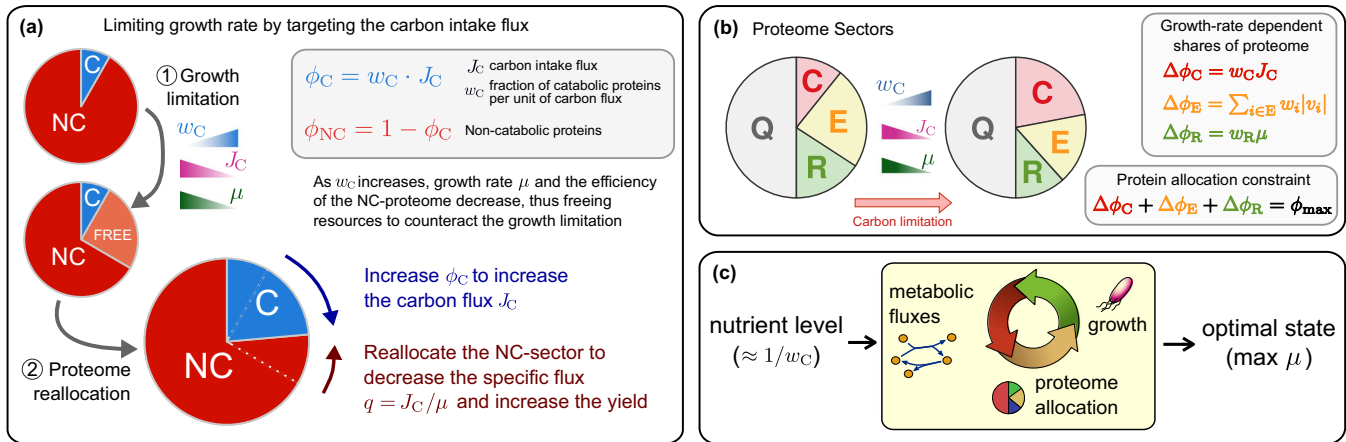 (a) Limiting growth rate by targeting the carbon intake flux
C
NC
① Growth
limitation
w_C
J_C
μ
ϕ_C = w_C · J_C
J_C carbon intake flux
w_C fraction of catabolic proteins
per unit of carbon flux
ϕ_NC = 1 − ϕ_C Non-catabolic proteins
As w_C increases, growth rate μ and the efficiency
of the NC-proteome decrease, thus freeing
resources to counteract the growth limitation
C
FREE
NC
② Proteome
reallocation
C
NC
Increase ϕ_C to increase
the carbon flux J_C
Reallocate the NC-sector to
decrease the specific flux
q = J_C/μ and increase the yield
(b) Proteome Sectors
Q
C
E
R
w_C
J_C
μ
Carbon limitation
Q
C
E
R
Growth-rate dependent
shares of proteome
Δϕ_C = w_C J_C
Δϕ_E = ∑_{i∈E} w_i|v_i|
Δϕ_R = w_R μ
Protein allocation constraint
Δϕ_C + Δϕ_E + Δϕ_R = ϕ_max
(c)
nutrient level
(≈ 1/w_C)
metabolic
fluxes
growth
proteome
allocation
optimal state
(max μ)